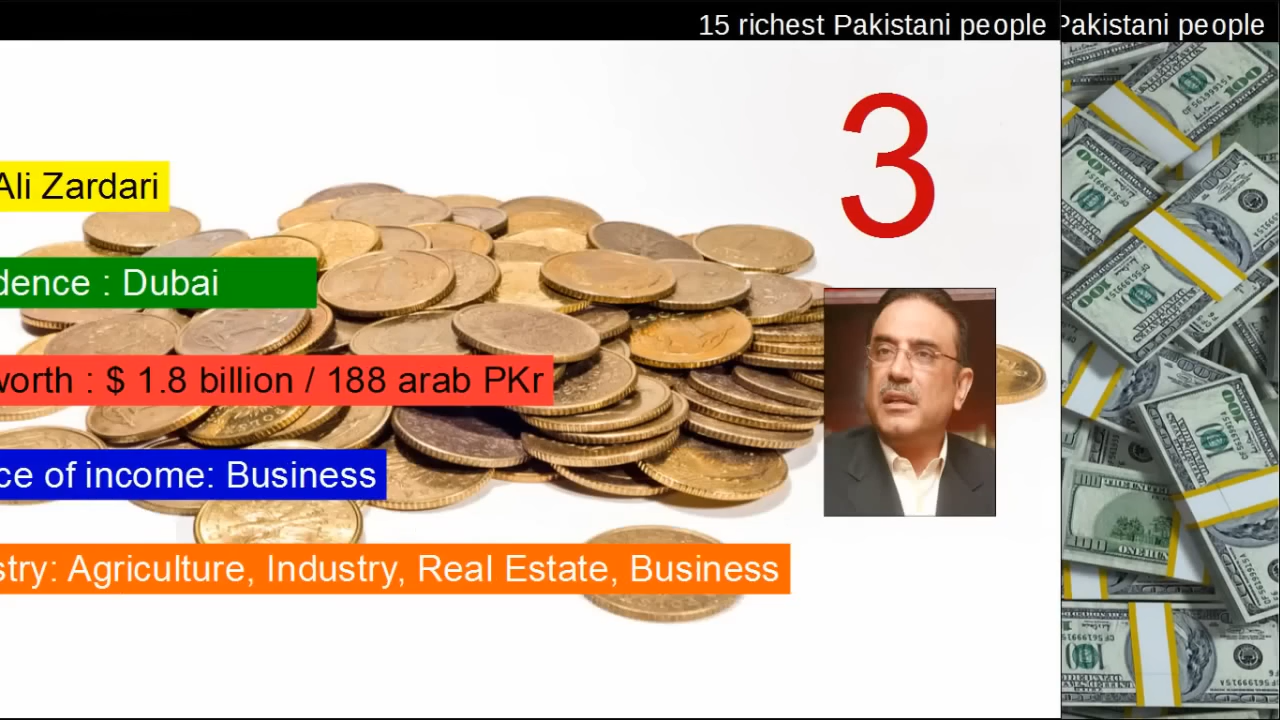 15 richest Pakistani people
Pakistani people
3
Ali Zardari
dence : Dubai
worth : $ 1.8 billion / 188 arab PKr
ce of income: Business
stry: Agriculture, Industry, Real Estate, Business